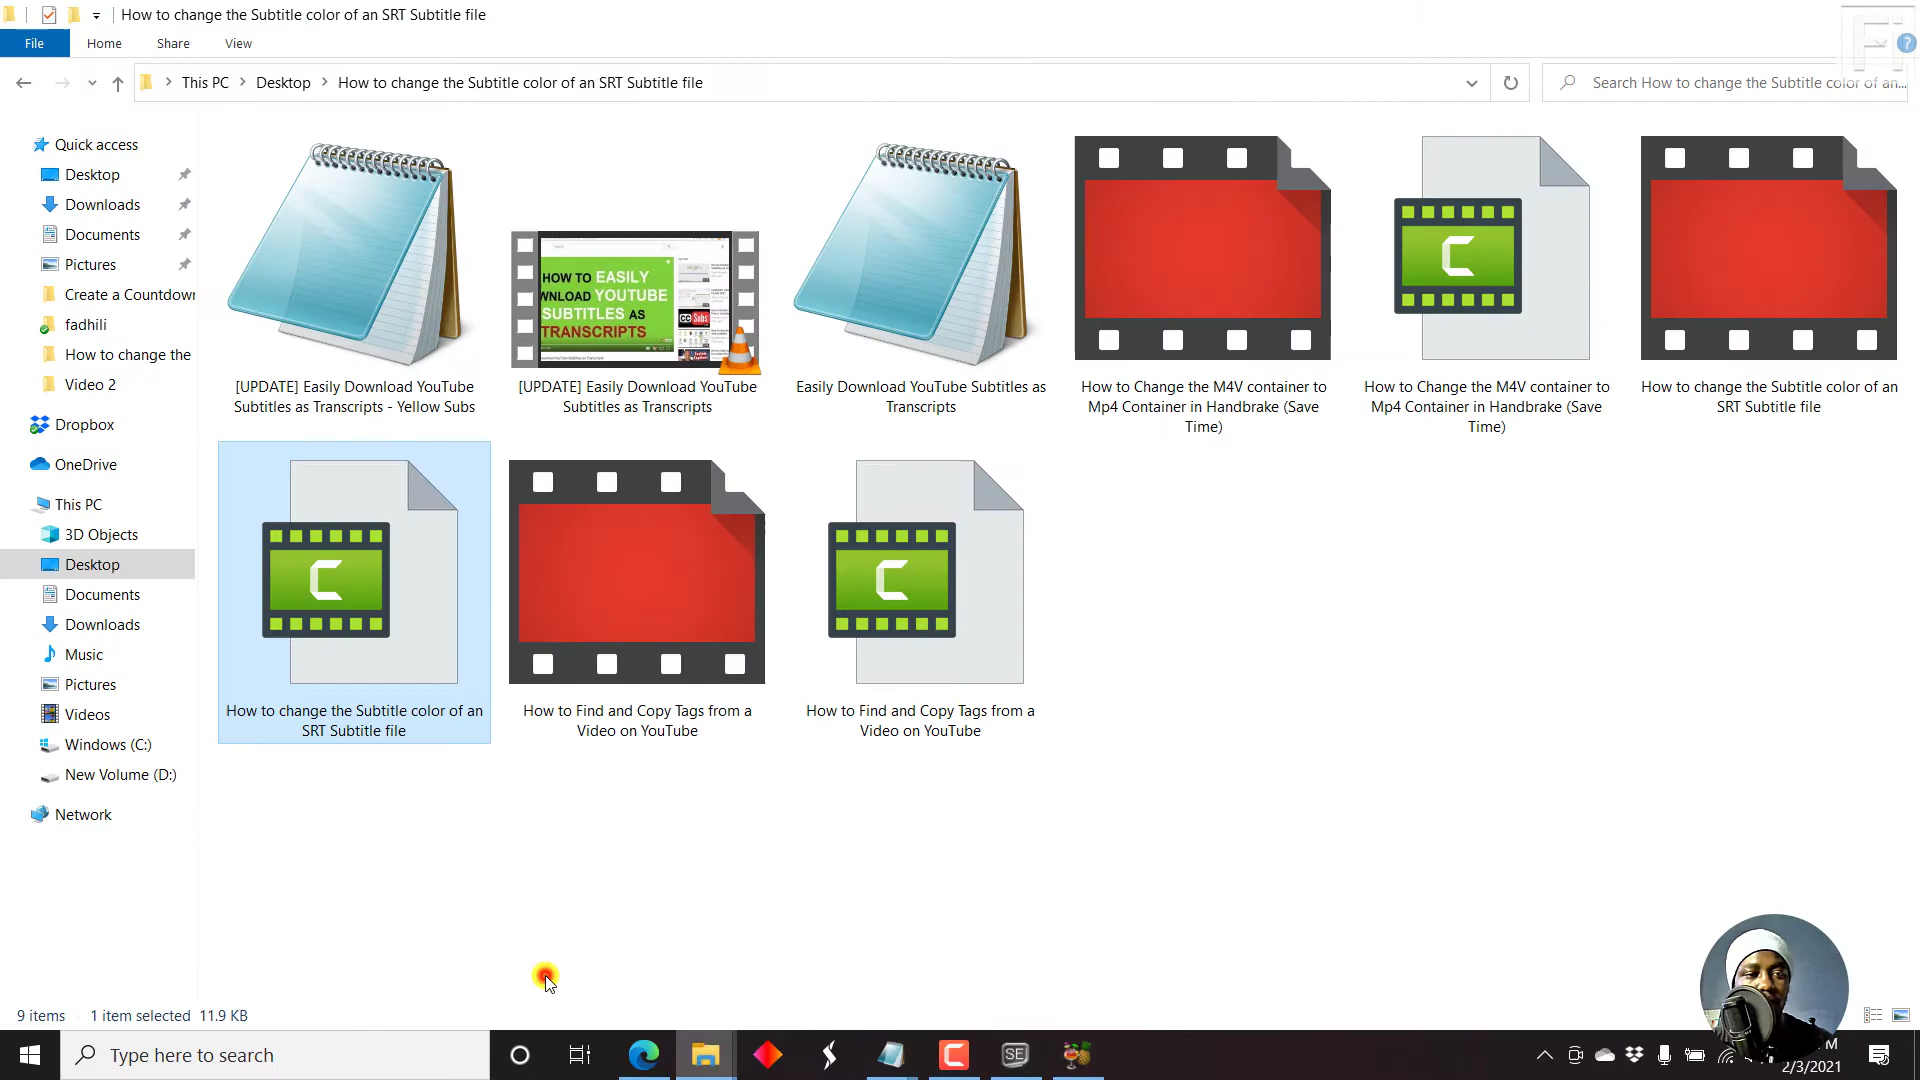 How to change the Subtitle color of an SRT Subtitle file
File Home Share View
This PC Desktop How to change the Subtitle color of an SRT Subtitle file
Search How to change the Subtitle color of an...
Quick access
Desktop
Downloads
Documents
Pictures
Create a Countdown
fadhili
How to change the
Video 2
Dropbox
OneDrive
This PC
3D Objects
Desktop
Documents
Downloads
Music
Pictures
Videos
Windows (C:)
New Volume (D:)
Network
HOW TO EASILY
WNLOAD YOUTUBE
SUBTITLES AS
TRANSCRIPTS
[UPDATE] Easily Download YouTube
Subtitles as Transcripts - Yellow Subs
[UPDATE] Easily Download YouTube
Subtitles as Transcripts
Easily Download YouTube Subtitles as
Transcripts
How to Change the M4V container to
Mp4 Container in Handbrake (Save
Time)
How to Change the M4V container to
Mp4 Container in Handbrake (Save
Time)
How to change the Subtitle color of an
SRT Subtitle file
How to change the Subtitle color of an
SRT Subtitle file
How to Find and Copy Tags from a
Video on YouTube
How to Find and Copy Tags from a
Video on YouTube
9 items 1 item selected 11.9 KB
Type here to search
SE
M
2/3/2021